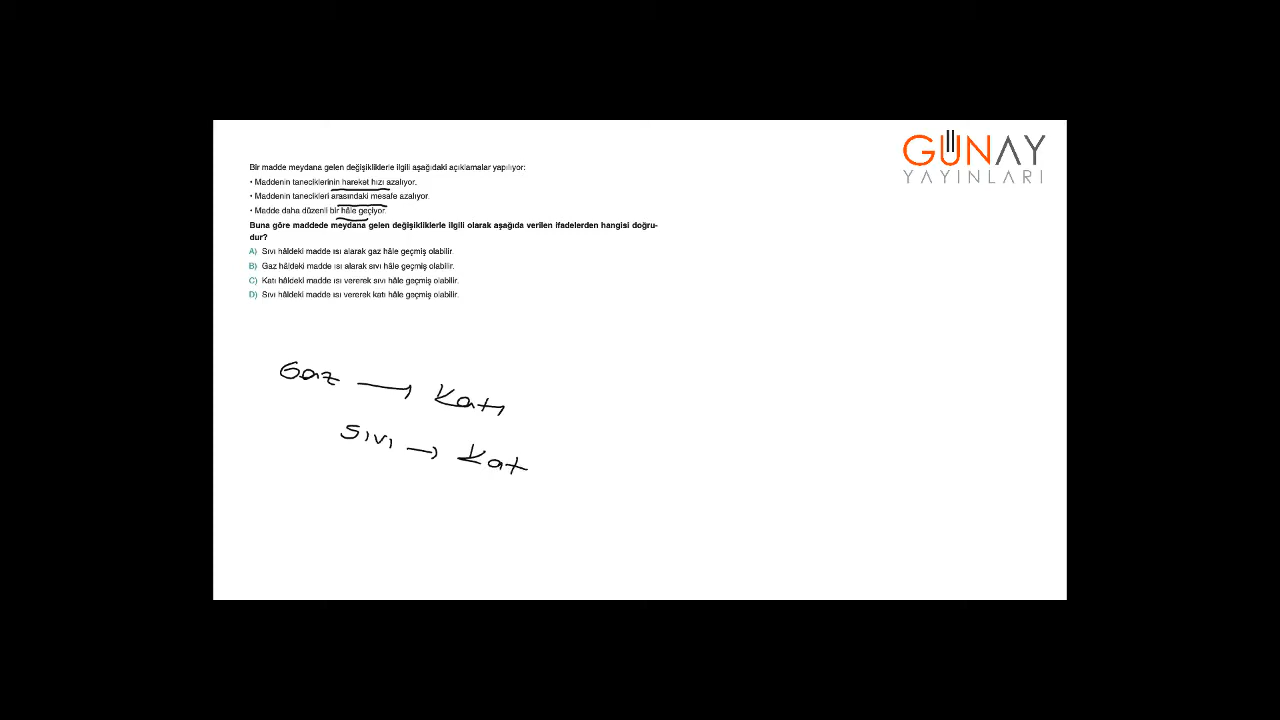 GÜNAY
YAYINLARI
Bir madde meydana gelen değişikliklerle ilgili aşağıdaki açıklamalar yapılıyor:
• Maddenin taneciklerinin hareket hızı azalıyor.
• Maddenin tanecikleri arasındaki mesafe azalıyor.
• Madde daha düzenli bir hâle geçiyor.
Buna göre maddede meydana gelen değişikliklerle ilgili olarak aşağıda verilen ifadelerden hangisi doğru-
dur?
A) Sıvı hâldeki madde ısı alarak gaz hâle geçmiş olabilir.
B) Gaz hâldeki madde ısı alarak sıvı hâle geçmiş olabilir.
C) Katı hâldeki madde ısı vererek sıvı hâle geçmiş olabilir.
D) Sıvı hâldeki madde ısı vererek katı hâle geçmiş olabilir.
Gaz → Katı
Sıvı → Kat